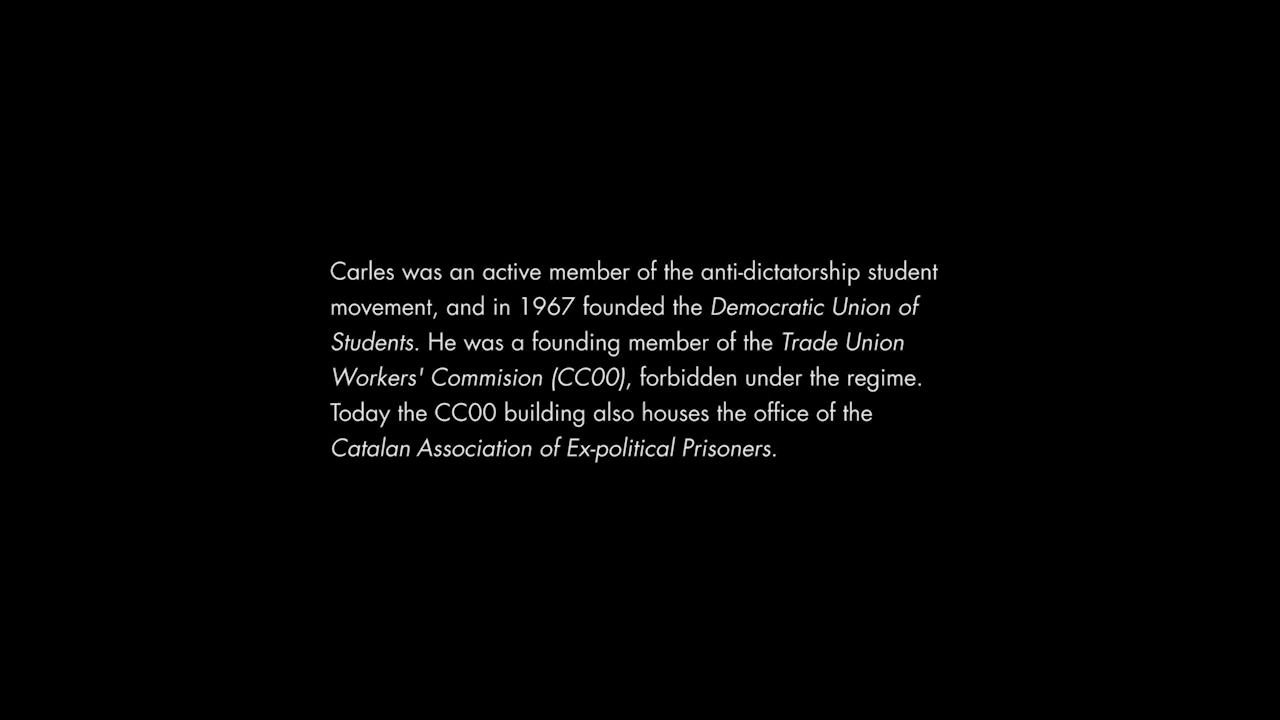 Carles was an active member of the anti-dictatorship student
movement, and in 1967 founded the Democratic Union of
Students. He was a founding member of the Trade Union
Workers' Commision (CC00), forbidden under the regime.
Today the CC00 building also houses the office of the
Catalan Association of Ex-political Prisoners.